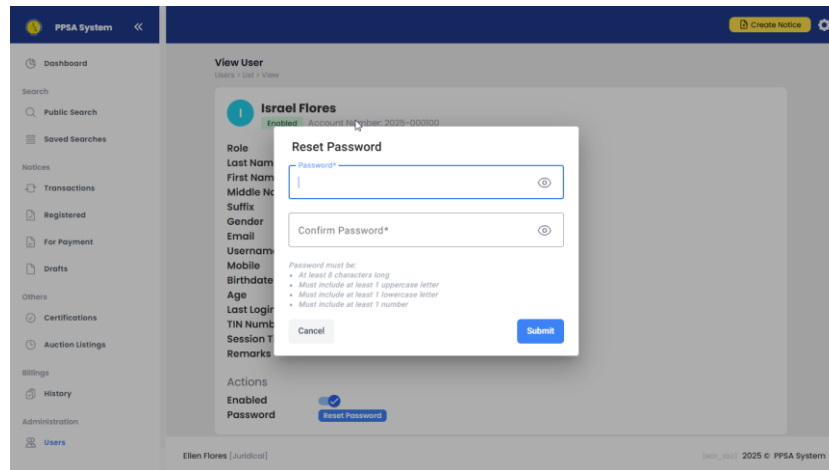 PPSA System
Create Notice
Dashboard
Search
Public Search
Saved Searches
Notices
Transactions
Registered
For Payment
Drafts
Others
Certifications
Auction Listings
Billings
History
Administration
Users
View User
Users > List > View
I
Israel Flores
Enabled Account Number: 2025-000100
Role
Last Nam
First Nam
Middle Na
Suffix
Gender
Email
Usernam
Mobile
Birthdate
Age
Last Login
TIN Numb
Session T
Remarks
Reset Password
Password*
Confirm Password*
Password must be:
• At least 8 characters long
• Must include at least 1 uppercase letter
• Must include at least 1 lowercase letter
• Must include at least 1 number
Cancel
Submit
Actions
Enabled
Password Reset Password
Ellen Flores [Juridical]
2025 © PPSA System